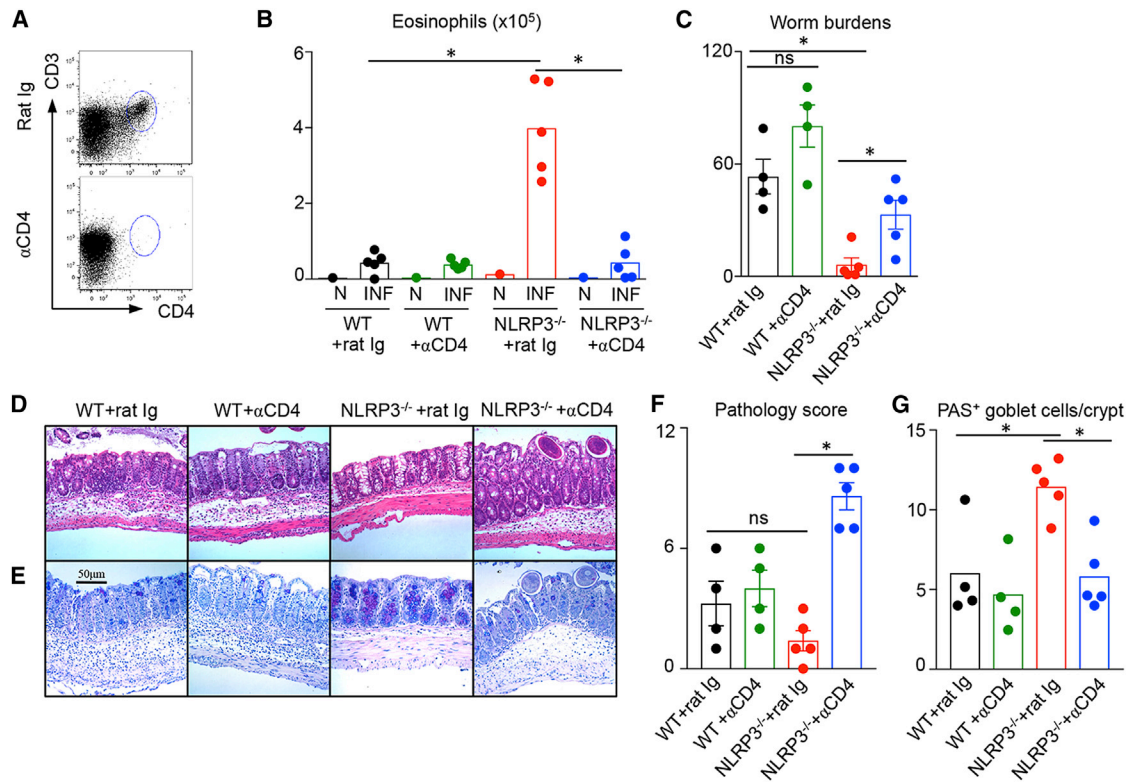 A
Rat Ig
CD3
αCD4
CD4
B
Eosinophils (x10⁵)
6
4
2
0
*
*
N INF N INF N INF N INF
WT
+rat Ig
WT
+αCD4
NLRP3⁻/⁻
+rat Ig
NLRP3⁻/⁻
+αCD4
C
Worm burdens
120
60
0
*
ns
*
WT+rat Ig
WT +αCD4
NLRP3⁻/⁻+rat Ig
NLRP3⁻/⁻+αCD4
D
WT+rat Ig
WT+αCD4
NLRP3⁻/⁻ +rat Ig
NLRP3⁻/⁻ +αCD4
E
50μm
F
Pathology score
12
6
0
ns
*
WT+rat Ig
WT +αCD4
NLRP3⁻/⁻+rat Ig
NLRP3⁻/⁻+αCD4
G
PAS⁺ goblet cells/crypt
15
10
5
0
*
*
WT+rat Ig
WT +αCD4
NLRP3⁻/⁻+rat Ig
NLRP3⁻/⁻+αCD4